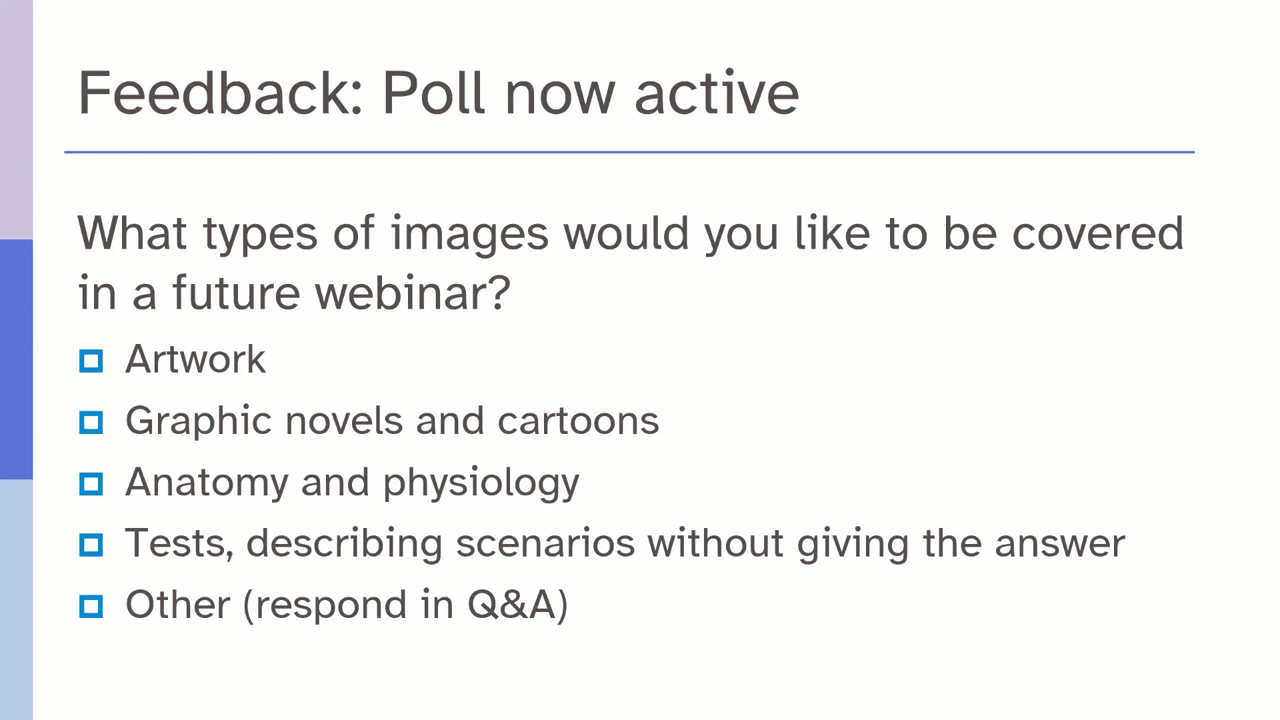 Feedback: Poll now active
What types of images would you like to be covered
in a future webinar?
Artwork
Graphic novels and cartoons
Anatomy and physiology
Tests, describing scenarios without giving the answer
Other (respond in Q&A)